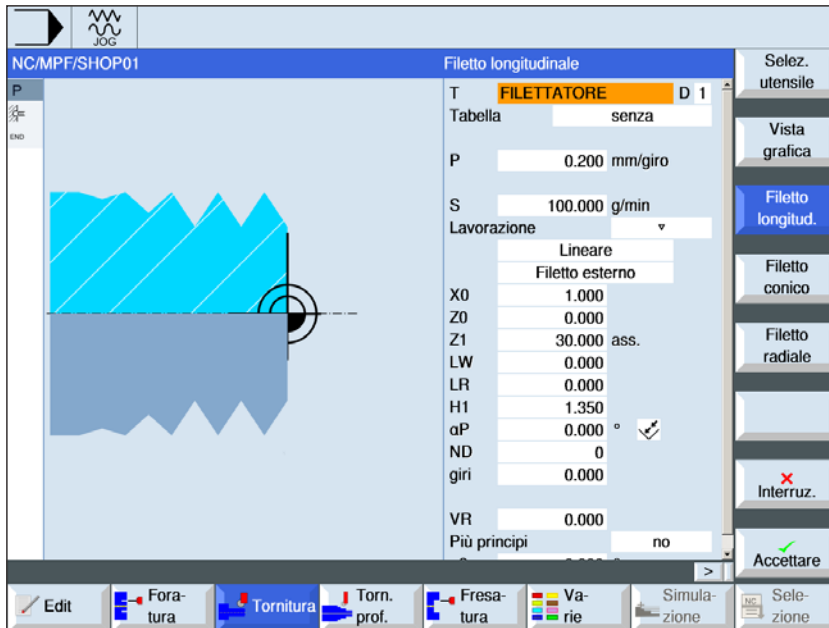 JOG
NC/MPF/SHOP01
Filetto longitudinale
P
END
T FILETTATORE D 1
Tabella senza
P 0.200 mm/giro
S 100.000 g/min
Lavorazione ▿
Lineare
Filetto esterno
X0 1.000
Z0 0.000
Z1 30.000 ass.
LW 0.000
LR 0.000
H1 1.350
αP 0.000 °
ND 0
giri 0.000
VR 0.000
Più principi no
>
Selez.
utensile
Vista
grafica
Filetto
longitud.
Filetto
conico
Filetto
radiale
Interruz.
Accettare
Edit
Fora-
tura
Tornitura
Torn.
prof.
Fresa-
tura
Va-
rie
Simula-
zione
NC
Sele-
zione